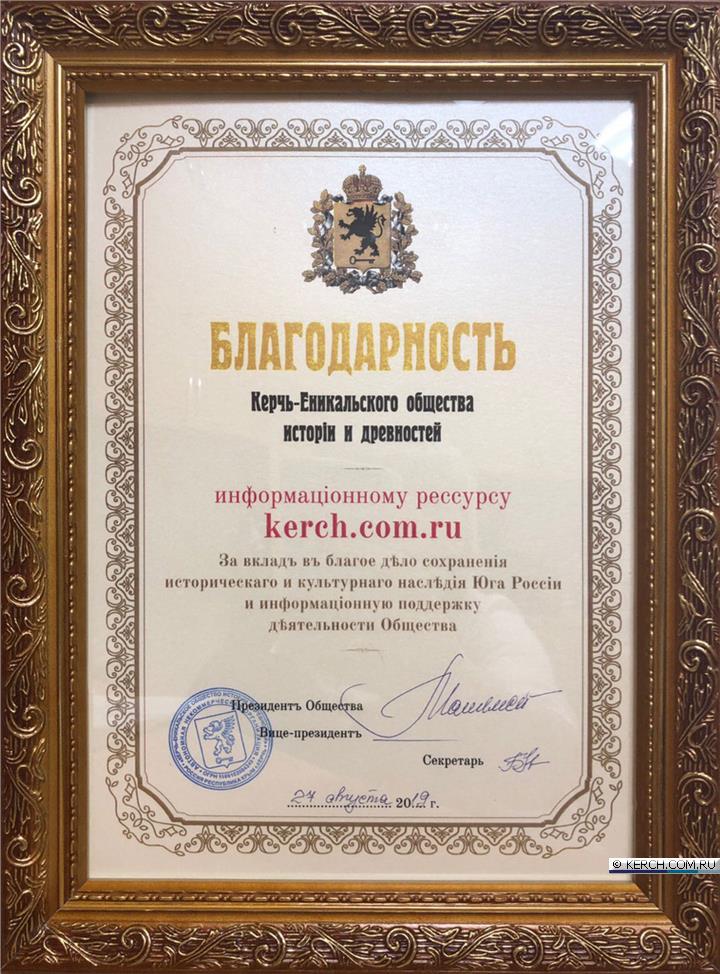 БЛАГОДАРНОСТЬ
Керчь-Еникальского общества
исторіи и древностей
информаціонному рессурсу
kerch.com.ru
За вкладъ въ благое дѣло сохраненія
историческаго и культурнаго наслѣдія Юга Россіи
и информаціонную поддержку
дѣятельности Общества
Президентъ Общества
Вице-президентъ
Секретарь
27 августа 2019 г.
© KERCH.COM.RU